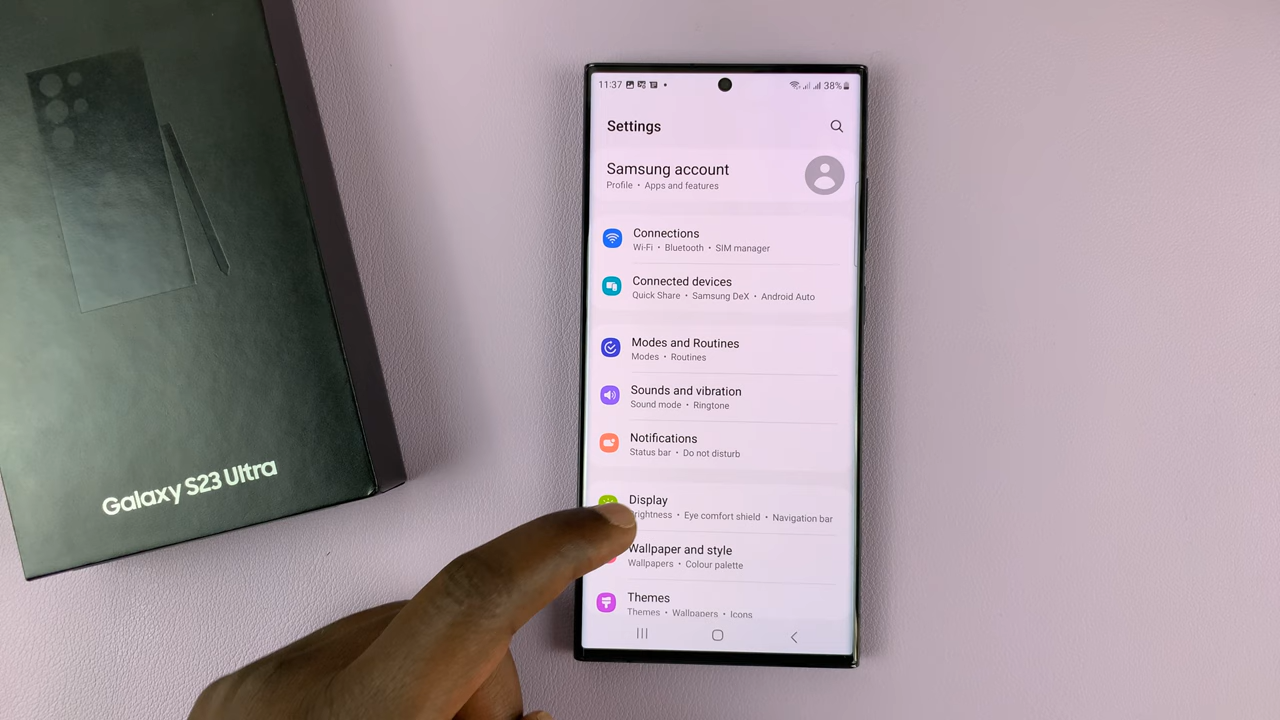 Galaxy S23 Ultra
11:37
38%
Settings
Samsung account
Profile • Apps and features
Connections
Wi-Fi • Bluetooth • SIM manager
Connected devices
Quick Share • Samsung DeX • Android Auto
Modes and Routines
Modes • Routines
Sounds and vibration
Sound mode • Ringtone
Notifications
Status bar • Do not disturb
Display
rightness • Eye comfort shield • Navigation bar
Wallpaper and style
Wallpapers • Colour palette
Themes
Themes • Wallpapers • Icons